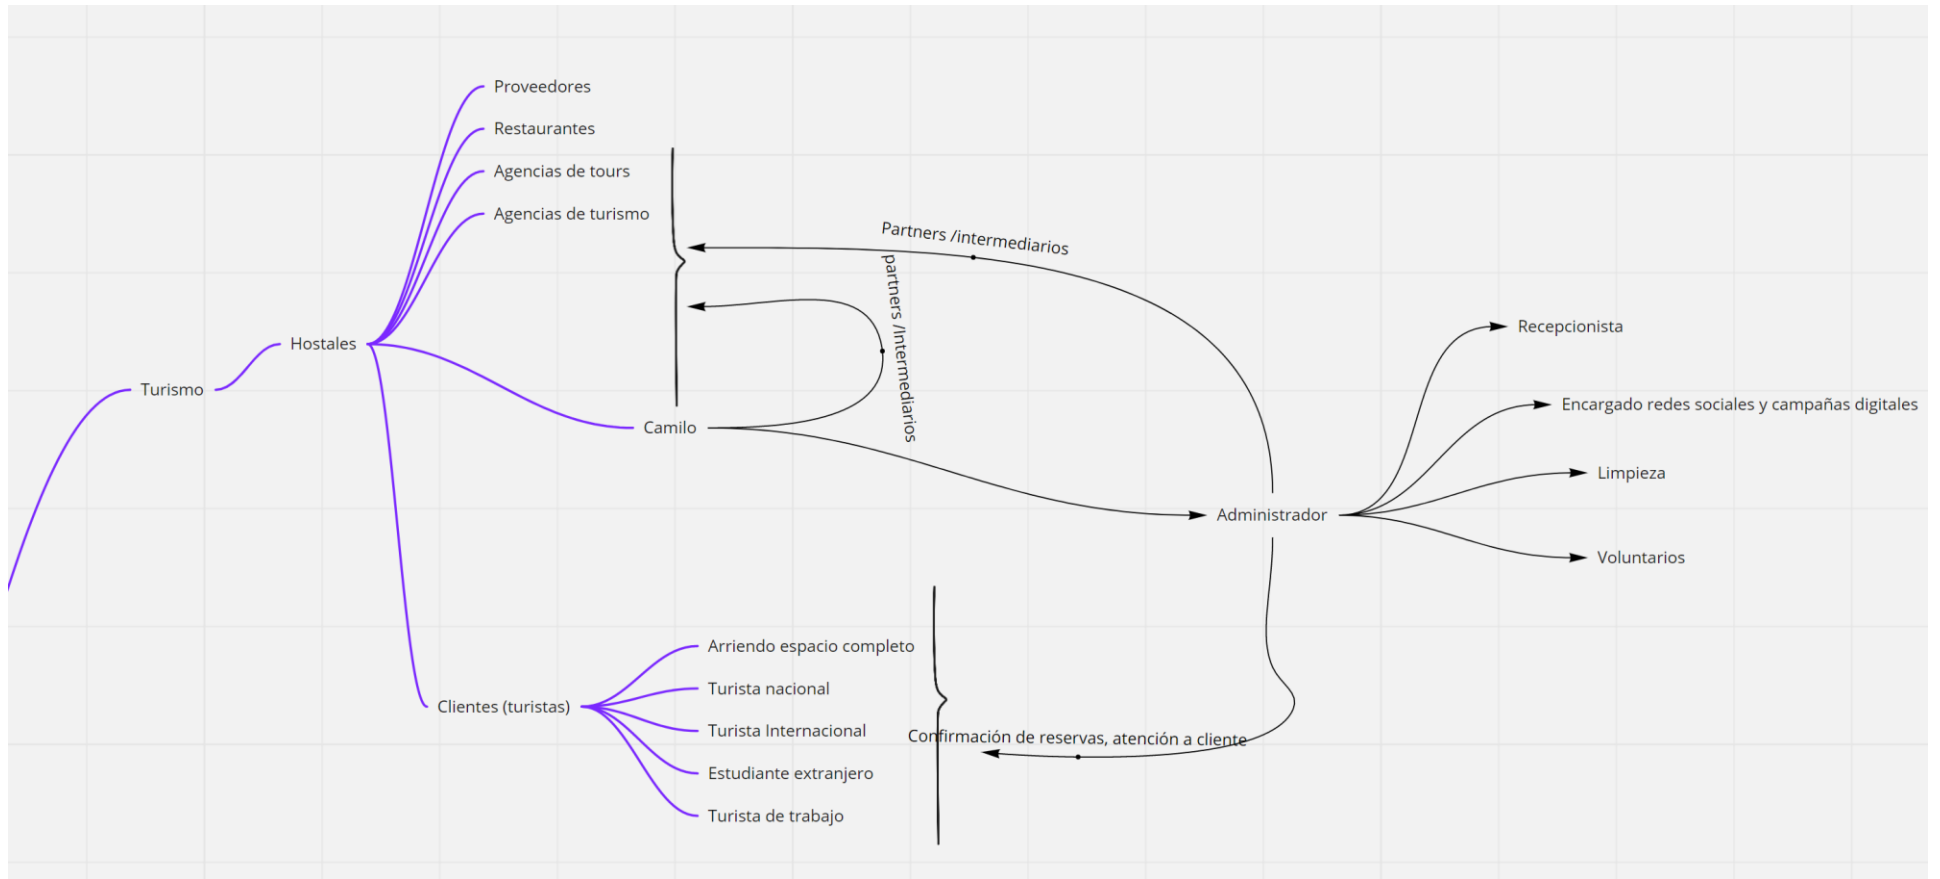 Proveedores
Restaurantes
Agencias de tours
Agencias de turismo
Partners /intermediarios
partners /Intermediarios
Hostales
Turismo
Camilo
Recepcionista
Encargado redes sociales y campañas digitales
Limpieza
Administrador
Voluntarios
Arriendo espacio completo
Turista nacional
Clientes (turistas)
Turista Internacional
Confirmación de reservas, atención a cliente
Estudiante extranjero
Turista de trabajo